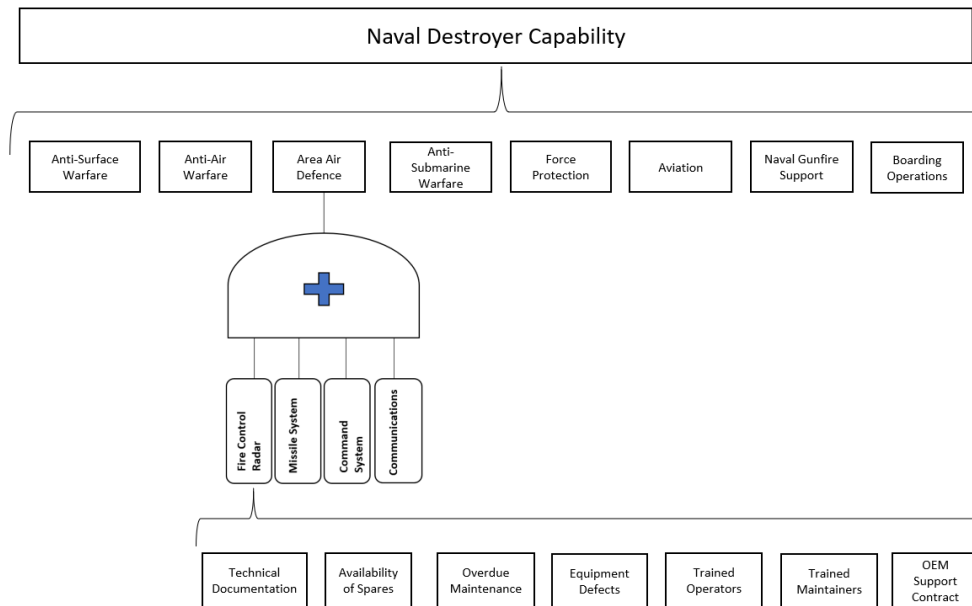 Naval Destroyer Capability
Anti-Surface
Warfare
Anti-Air
Warfare
Area Air
Defence
Anti-
Submarine
Warfare
Force
Protection
Aviation
Naval Gunfire
Support
Boarding
Operations
Fire Control
Radar
Missile System
Command
System
Communications
Technical
Documentation
Availability
of Spares
Overdue
Maintenance
Equipment
Defects
Trained
Operators
Trained
Maintainers
OEM
Support
Contract